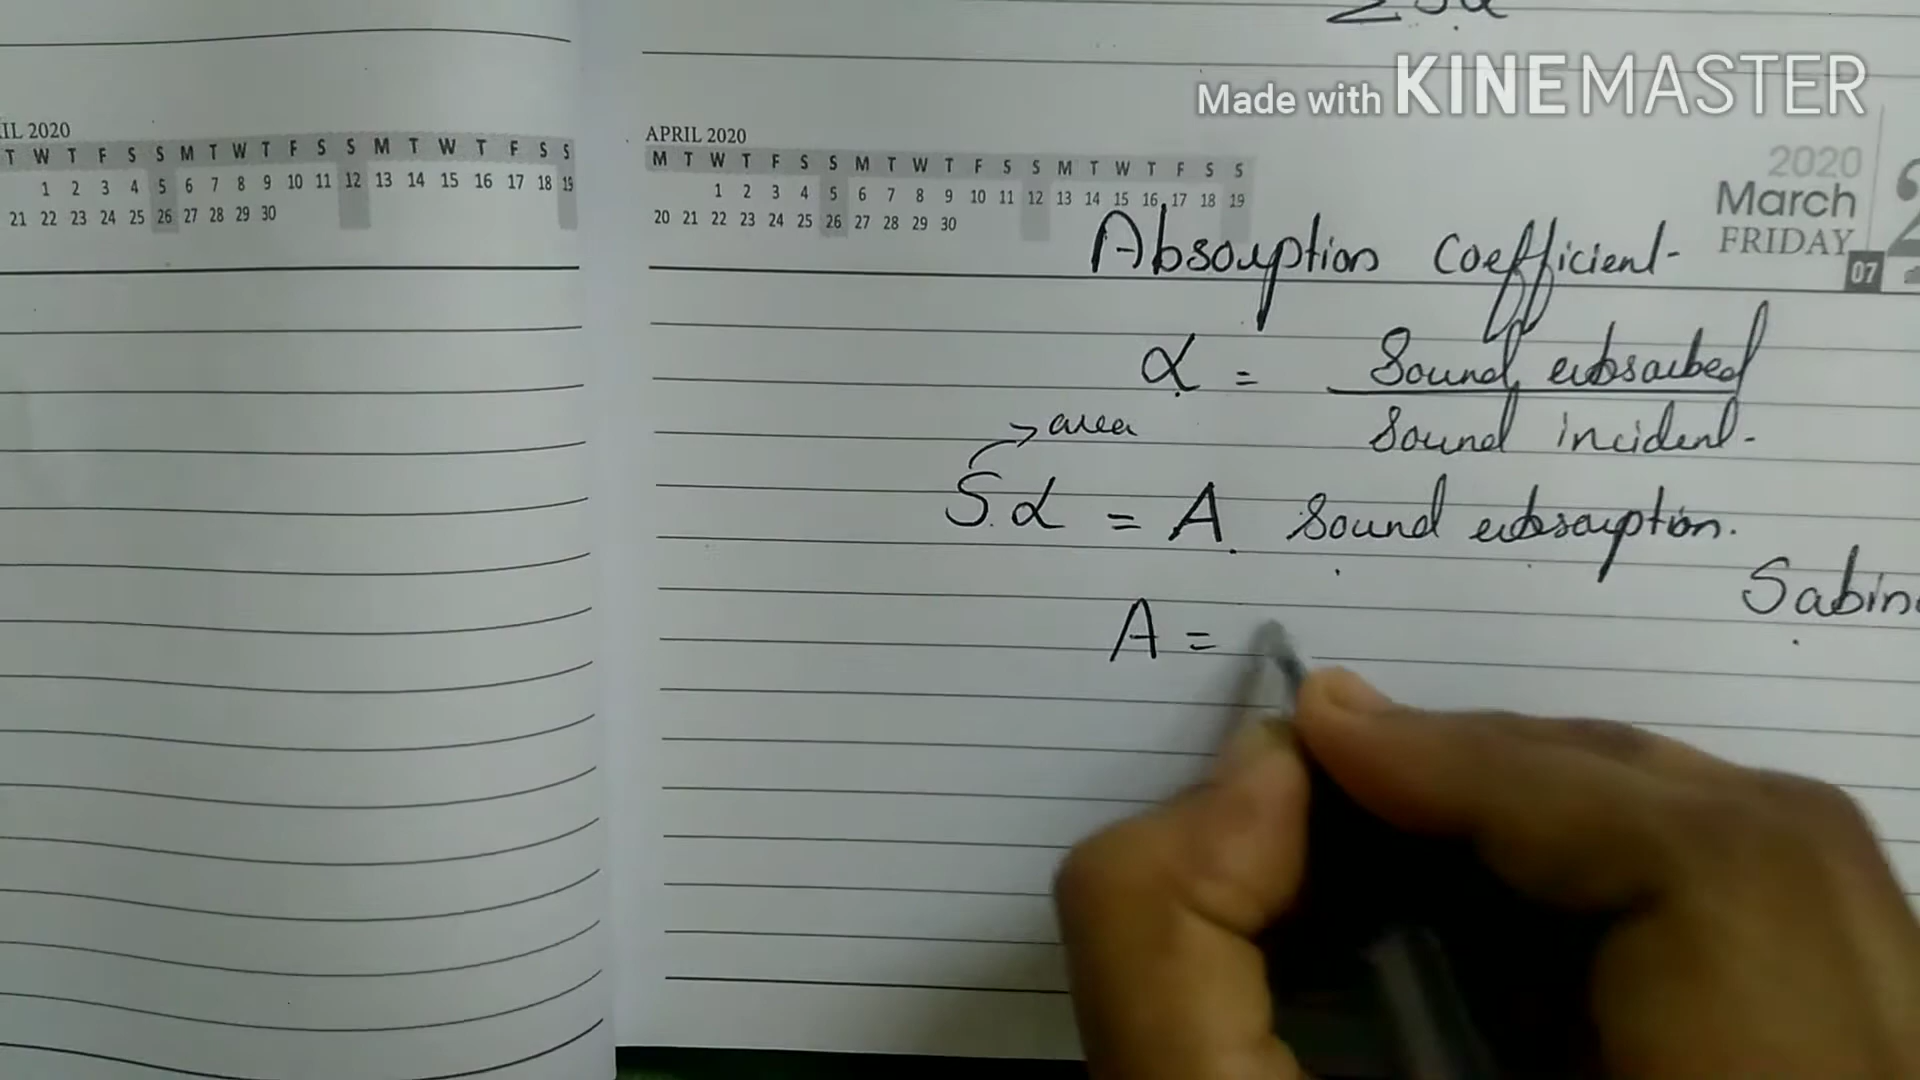 Made with KINEMASTER
IL 2020
T W T F S S M T W T F S S M T W T F S S
1 2 3 4 5 6 7 8 9 10 11 12 13 14 15 16 17 18 19
21 22 23 24 25 26 27 28 29 30
APRIL 2020
M T W T F S S M T W T F S S M T W T F S S
1 2 3 4 5 6 7 8 9 10 11 12 13 14 15 16 17 18 19
20 21 22 23 24 25 26 27 28 29 30
2020
March
FRIDAY
07
Absorption Coefficient-
α = Sound absorbed
Sound incident-
→ area
S.α = A. Sound absorption.
Sabin
A =